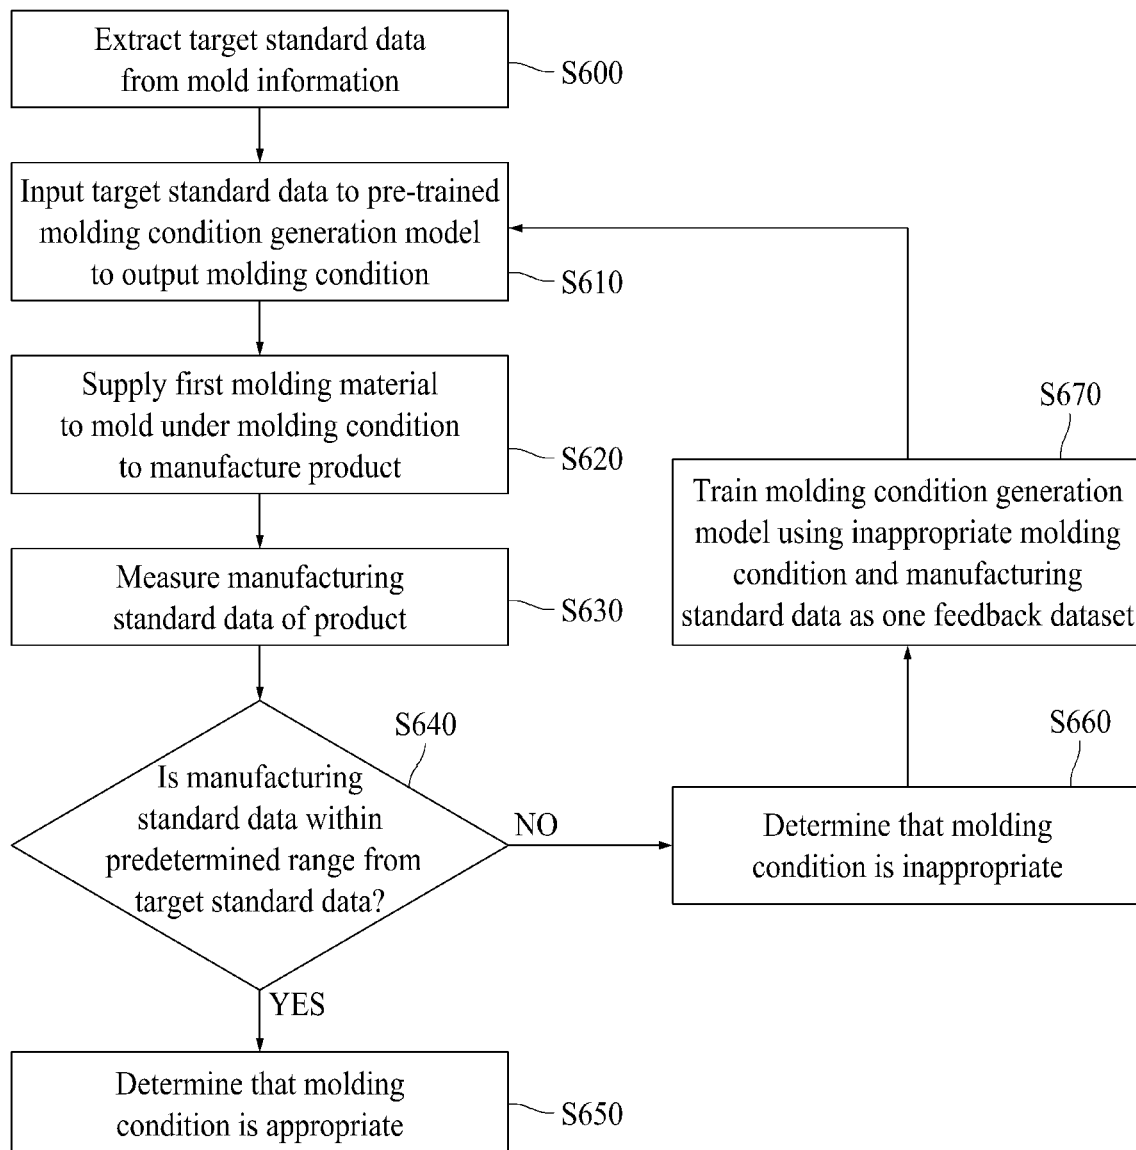 Extract target standard data
from mold information
S600
Input target standard data to pre-trained
molding condition generation model
to output molding condition
S610
Supply first molding material
to mold under molding condition
to manufacture product
S620
Measure manufacturing
standard data of product
S630
S640
Is manufacturing
standard data within
predetermined range from
target standard data?
NO
YES
Determine that molding
condition is appropriate
S650
S660
Determine that molding
condition is inappropriate
S670
Train molding condition generation
model using inappropriate molding
condition and manufacturing
standard data as one feedback dataset